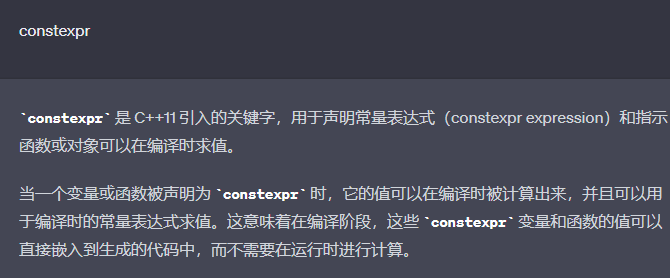 constexpr
`constexpr` 是 C++11 引入的关键字，用于声明常量表达式（constexpr expression）和指示
函数或对象可以在编译时求值。
当一个变量或函数被声明为 `constexpr` 时，它的值可以在编译时被计算出来，并且可以用
于编译时的常量表达式求值。这意味着在编译阶段，这些 `constexpr` 变量和函数的值可以
直接嵌入到生成的代码中，而不需要在运行时进行计算。